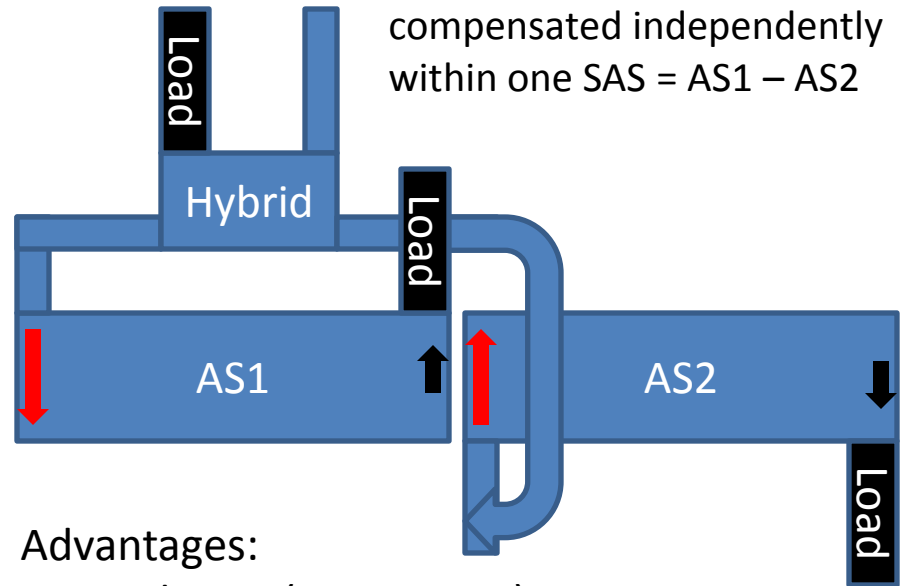 compensated independently
within one SAS = AS1 – AS2
Load
Hybrid
Load
AS1
AS2
Load
Advantages: